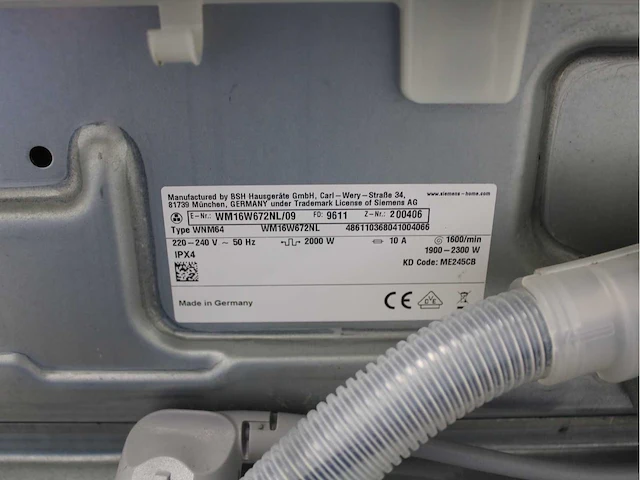 Manufactured by BSH Hausgeräte GmbH, Carl-Wery-Straße 34, www.siemens-home.com
81739 München, GERMANY under Trademark License of Siemens AG
E-Nr.: WM16W672NL/09 FD: 9611 Z-Nr.: 200406
Type WNM64 WM16W672NL 486110368041004066
220-240 V ~ 50 Hz 2000 W 10 A 1600/min
1900-2300 W
IPX4 KD Code: ME245CB
Made in Germany CE